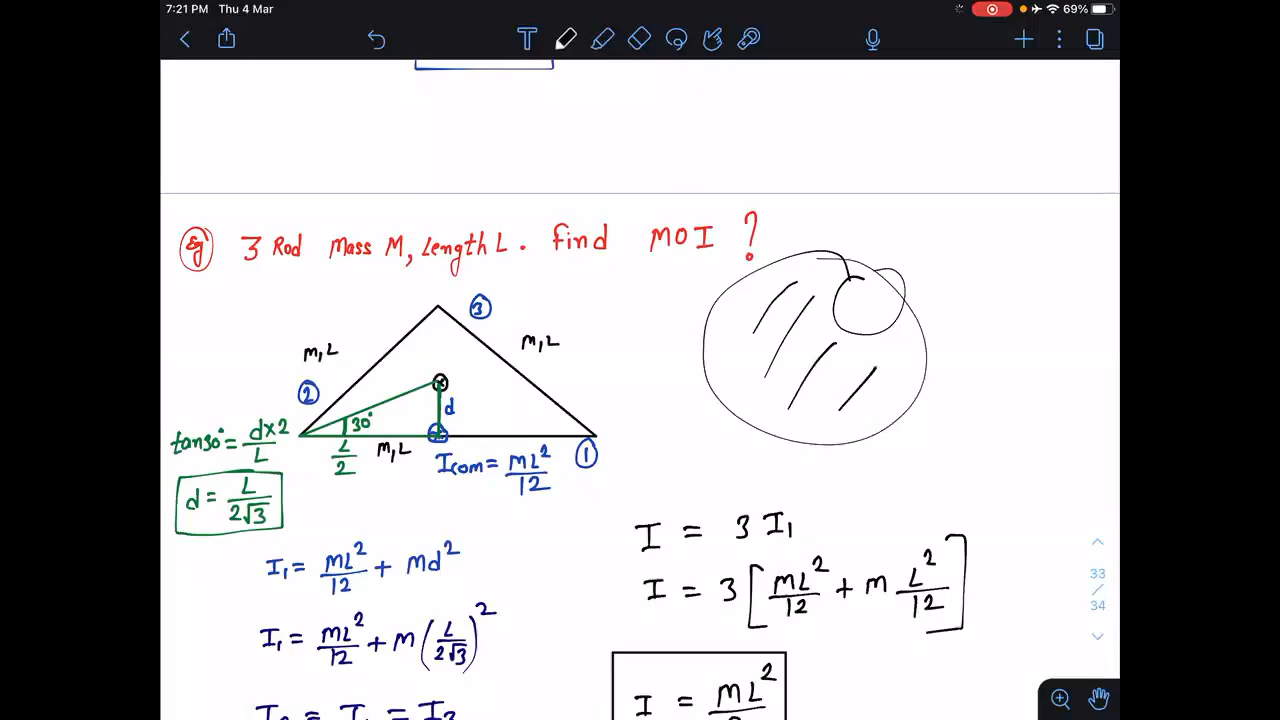 7:21 PM Thu 4 Mar
69%
Eg
3 Rod Mass M, Length L. find MOI ?
3
M, L
M, L
2
d
30°
tan30° = d×2/L
L/2
M, L
1
Icom = ML²/12
d = L/2√3
I₁ = ML²/12 + Md²
I₁ = ML²/12 + M(L/2√3)²
I = 3 I₁
I = 3[ML²/12 + M L²/12]
I = ML²
33
/
34